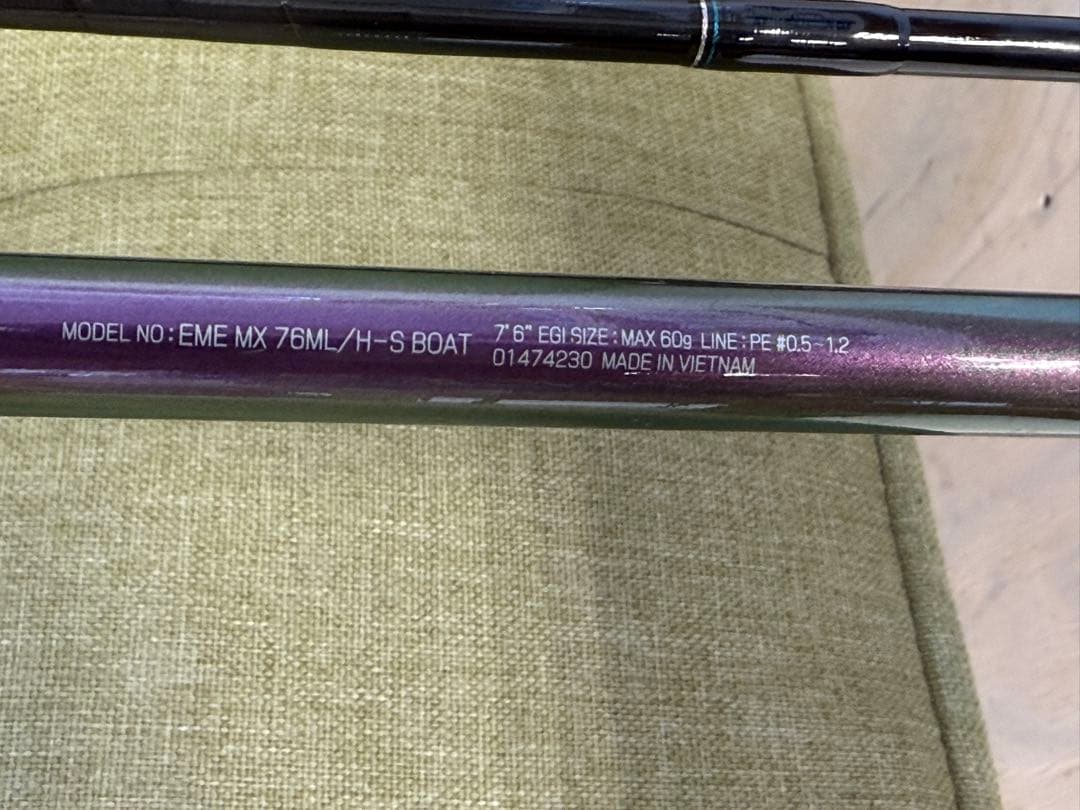 MODEL NO : EME MX 76ML/H-S BOAT
7'6" EGI SIZE : MAX 60g LINE : PE #0.5~1.2
01474230 MADE IN VIETNAM